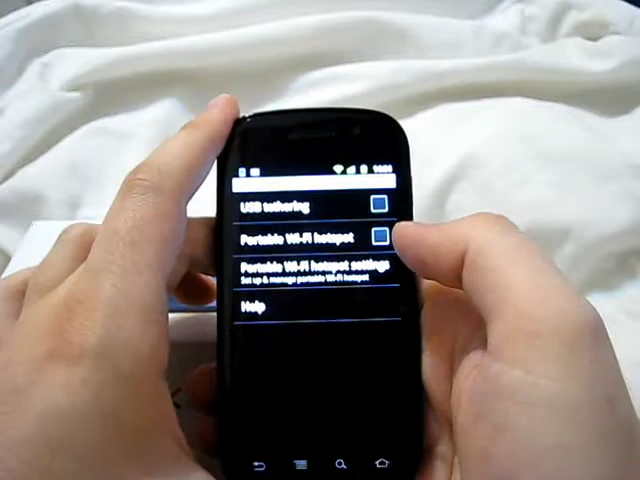 USB tethering
Portable Wi-Fi hotspot
Portable Wi-Fi hotspot settings
Set up & manage portable Wi-Fi hotspot
Help